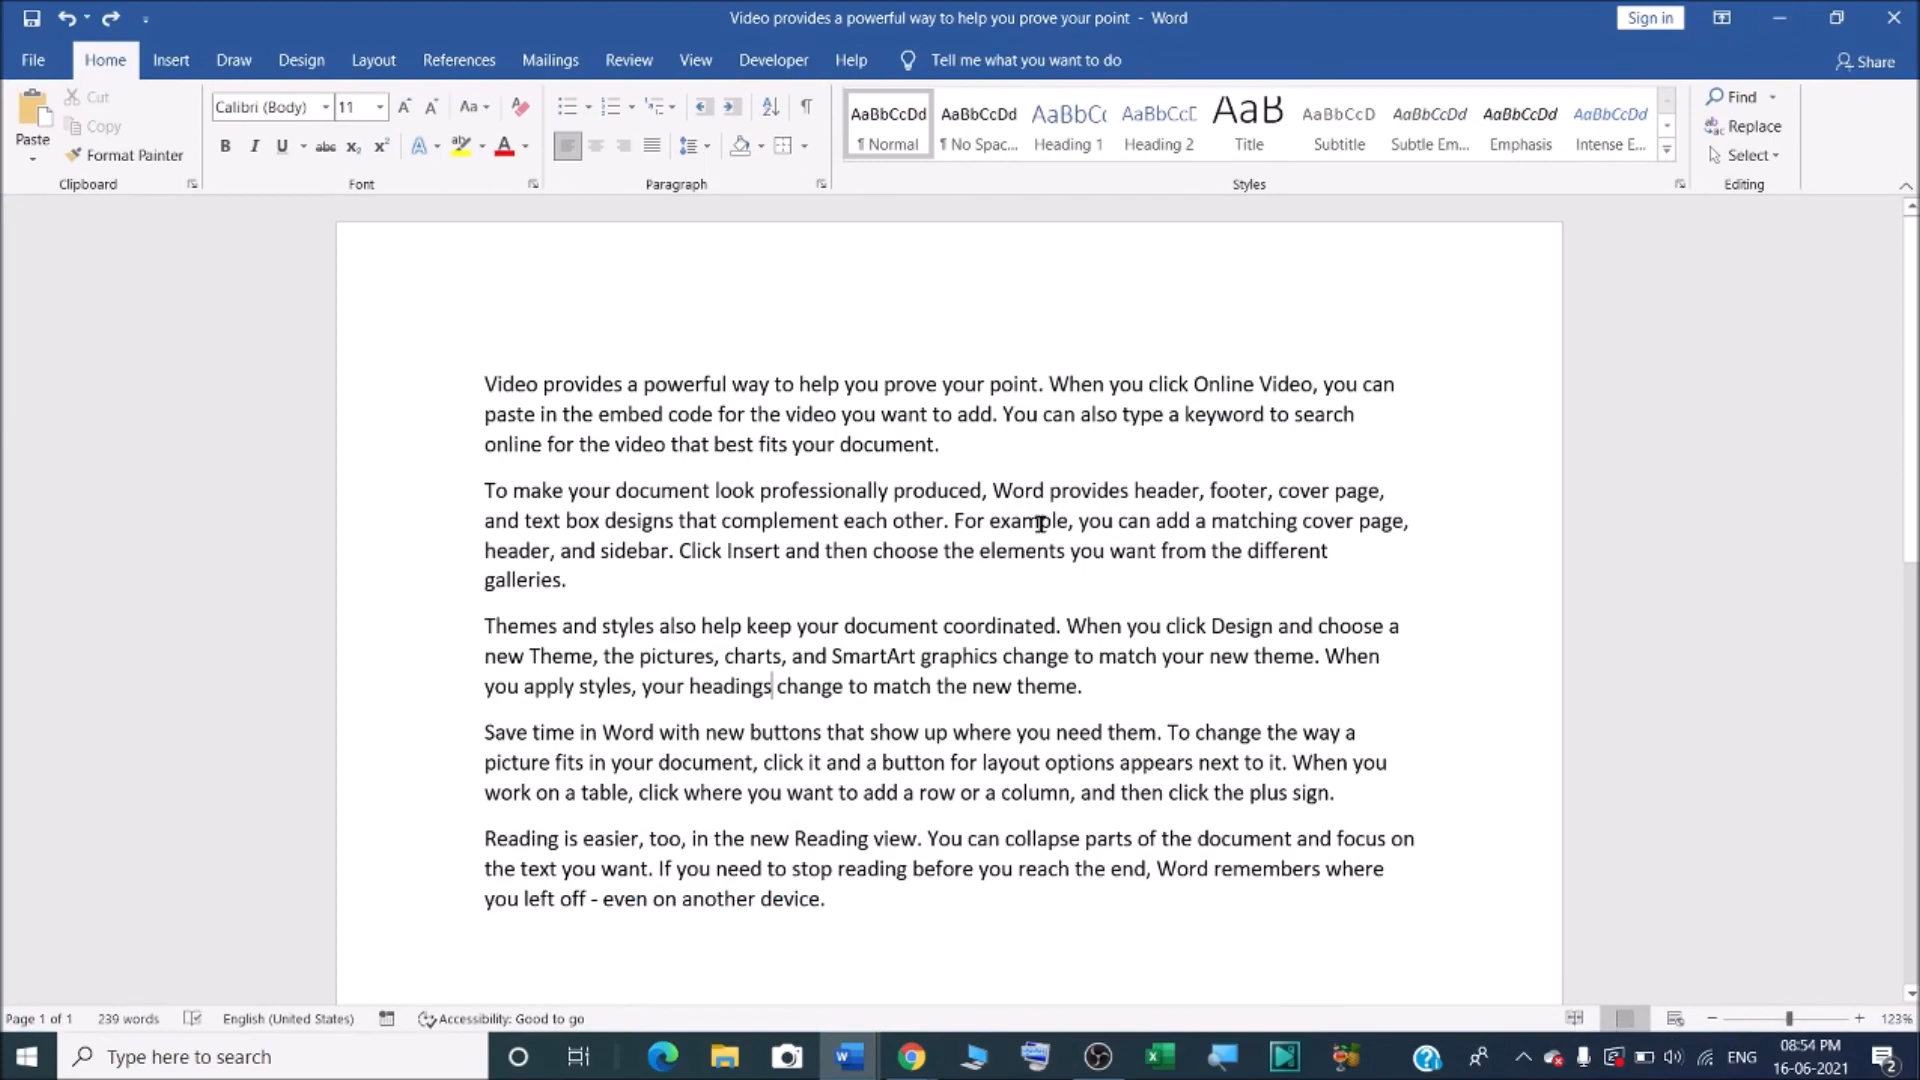 Video provides a powerful way to help you prove your point - Word
Sign in
File Home Insert Draw Design Layout References Mailings Review View Developer Help Tell me what you want to do Share
Paste
Cut
Copy
Format Painter
Clipboard
Calibri (Body) 11
Font
Paragraph
AaBbCcDd AaBbCcDd AaBbCc AaBbCcD AaB AaBbCcD AaBbCcDd AaBbCcDd AaBbCcDd
¶ Normal ¶ No Spac... Heading 1 Heading 2 Title Subtitle Subtle Em... Emphasis Intense E...
Styles
Find
Replace
Select
Editing
Video provides a powerful way to help you prove your point. When you click Online Video, you can
paste in the embed code for the video you want to add. You can also type a keyword to search
online for the video that best fits your document.
To make your document look professionally produced, Word provides header, footer, cover page,
and text box designs that complement each other. For example, you can add a matching cover page,
header, and sidebar. Click Insert and then choose the elements you want from the different
galleries.
Themes and styles also help keep your document coordinated. When you click Design and choose a
new Theme, the pictures, charts, and SmartArt graphics change to match your new theme. When
you apply styles, your headings change to match the new theme.
Save time in Word with new buttons that show up where you need them. To change the way a
picture fits in your document, click it and a button for layout options appears next to it. When you
work on a table, click where you want to add a row or a column, and then click the plus sign.
Reading is easier, too, in the new Reading view. You can collapse parts of the document and focus on
the text you want. If you need to stop reading before you reach the end, Word remembers where
you left off - even on another device.
Page 1 of 1 239 words English (United States) Accessibility: Good to go 123%
Type here to search
ENG
08:54 PM
16-06-2021
2